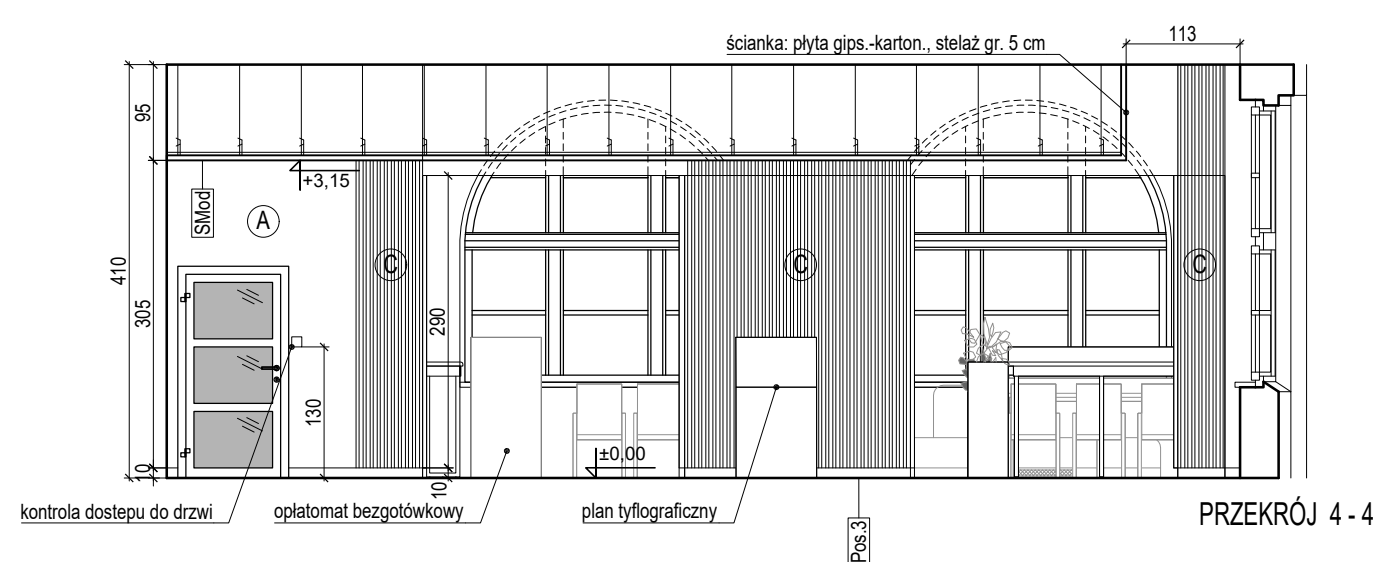 ścianka: płyta gips.-karton., stelaż gr. 5 cm
113
95
+3,15
SMod
A
C
C
C
410
305
290
130
±0,00
10
10
kontrola dostepu do drzwi
opłatomat bezgotówkowy
plan tyflograficzny
Pos.3
PRZEKRÓJ 4 - 4